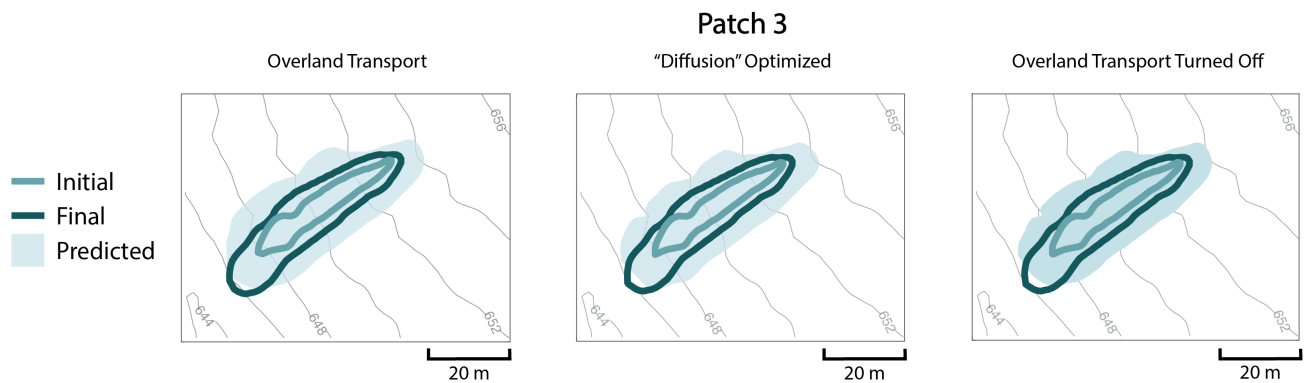 Patch 3
Overland Transport
“Diffusion” Optimized
Overland Transport Turned Off
Initial
Final
Predicted
656
644
648
652
20 m
656
644
648
652
20 m
656
644
648
652
20 m